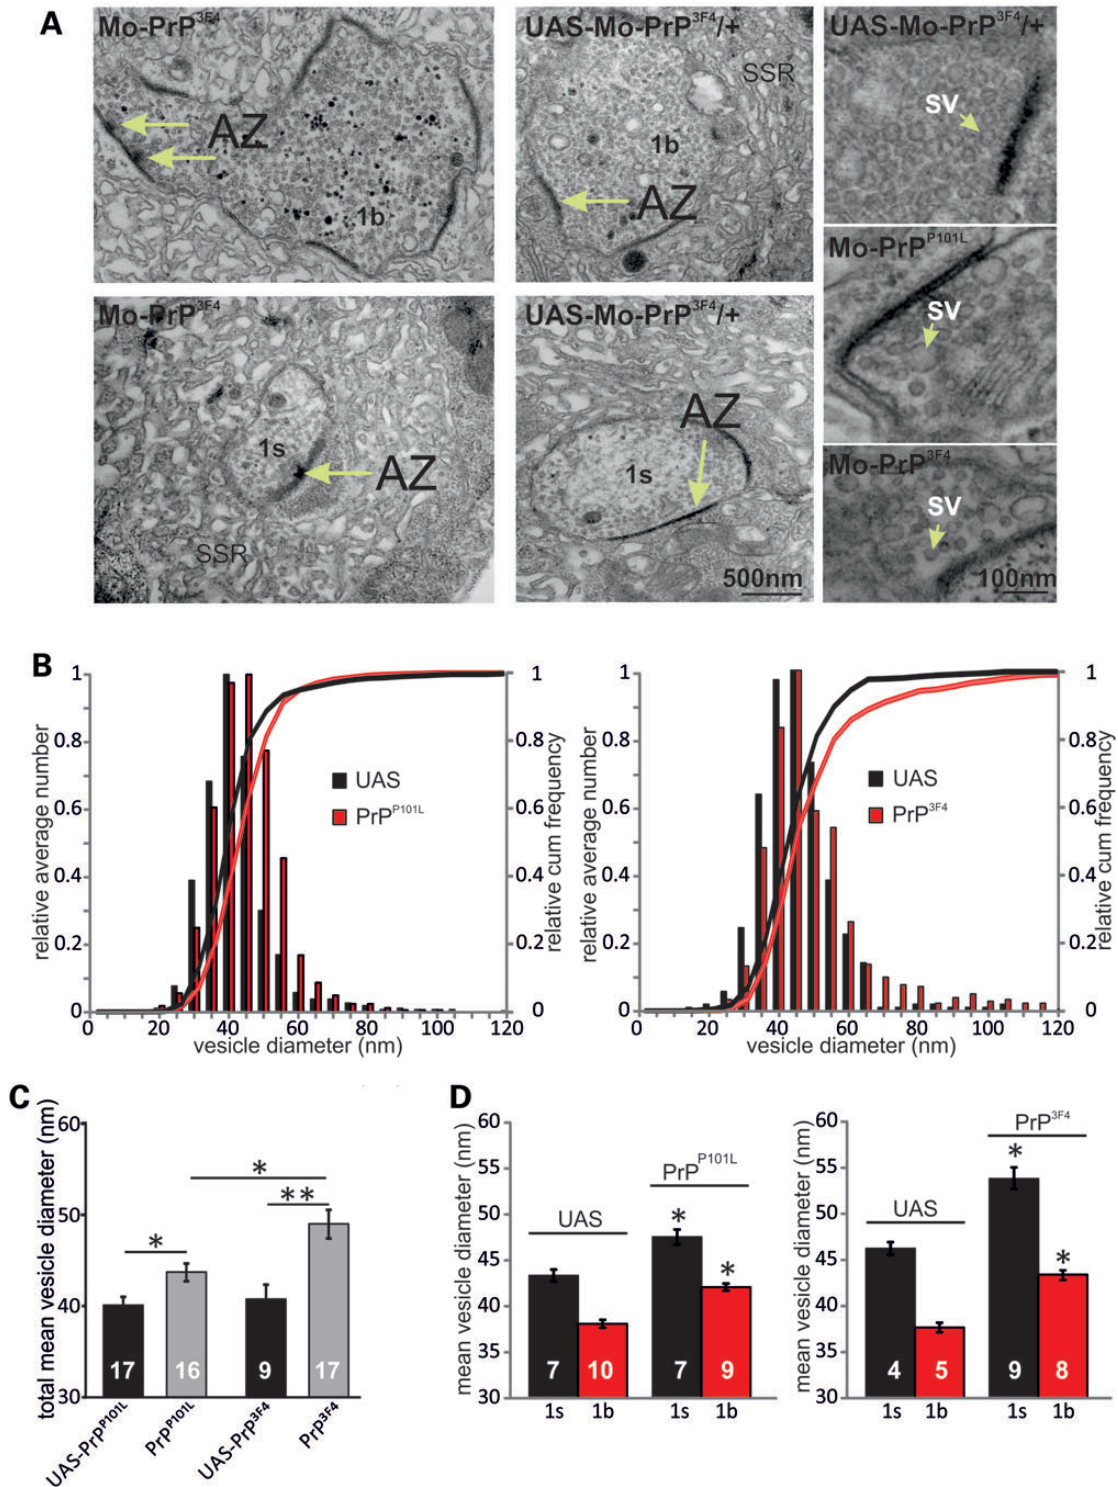 A
Mo-PrP3F4
AZ
1b
UAS-Mo-PrP3F4/+
SSR
1b
AZ
UAS-Mo-PrP3F4/+
SV
Mo-PrPP101L
SV
Mo-PrP3F4
SV
100nm
Mo-PrP3F4
1s
AZ
SSR
UAS-Mo-PrP3F4/+
AZ
1s
500nm
B
relative average number
1
0.8
0.6
0.4
0.2
0
0 20 40 60 80 100 120
vesicle diameter (nm)
UAS
PrPP101L
1
0.8
0.6
0.4
0.2
0
relative cum frequency
relative average number
1
0.8
0.6
0.4
0.2
0
0 20 40 60 80 100 120
vesicle diameter (nm)
UAS
PrP3F4
1
0.8
0.6
0.4
0.2
0
relative cum frequency
C
total mean vesicle diameter (nm)
60
50
40
30
*
*
**
17 16 9 17
UAS-PrPP101L PrPP101L UAS-PrP3F4 PrP3F4
D
mean vesicle diameter (nm)
60
55
50
45
40
35
30
UAS
PrPP101L
*
*
7 10 7 9
1s 1b 1s 1b
mean vesicle diameter (nm)
60
55
50
45
40
35
30
UAS
PrP3F4
*
*
4 5 9 8
1s 1b 1s 1b